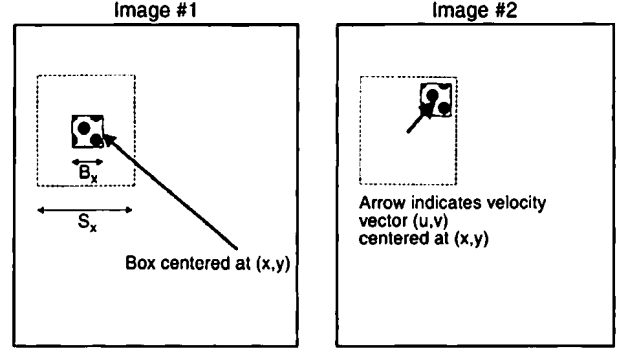 Image #1
Image #2
Bx
Sx
Box centered at (x,y)
Arrow indicates velocity
vector (u,v)
centered at (x,y)